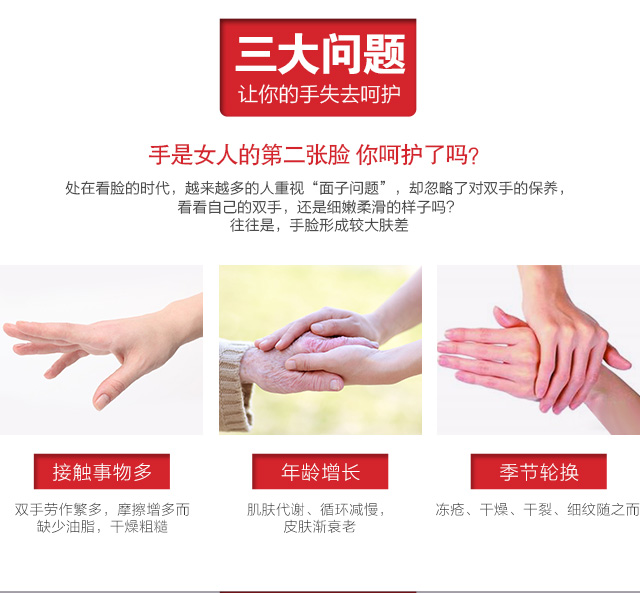 三大问题
让你的手失去呵护
手是女人的第二张脸 你呵护了吗?
处在看脸的时代，越来越多的人重视“面子问题”，却忽略了对双手的保养，
看看自己的双手，还是细嫩柔滑的样子吗?
往往是，手脸形成较大肤差
接触事物多
双手劳作繁多，摩擦增多而
缺少油脂，干燥粗糙
年龄增长
肌肤代谢、循环减慢，
皮肤渐衰老
季节轮换
冻疮、干燥、干裂、细纹随之而